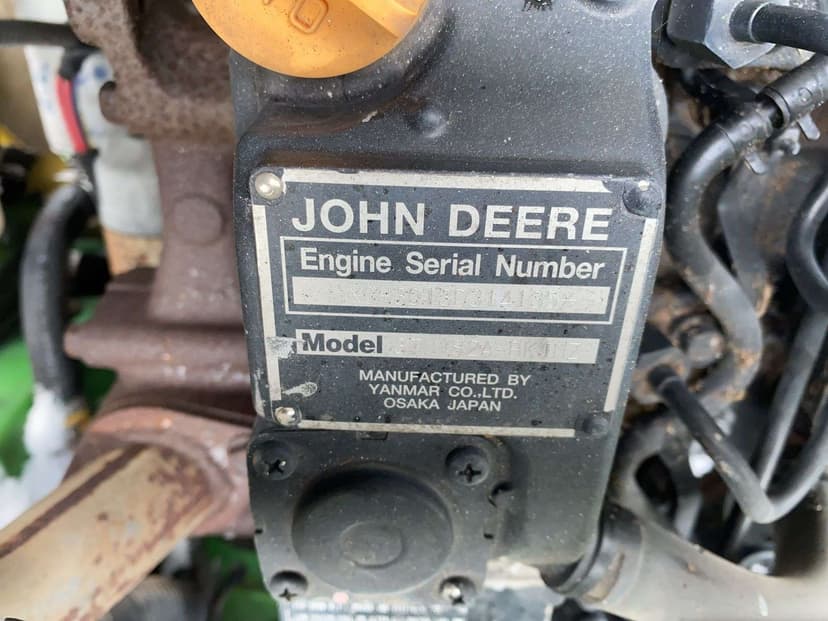 JOHN DEERE
Engine Serial Number
Model
MANUFACTURED BY
YANMAR CO.,LTD.
OSAKA JAPAN